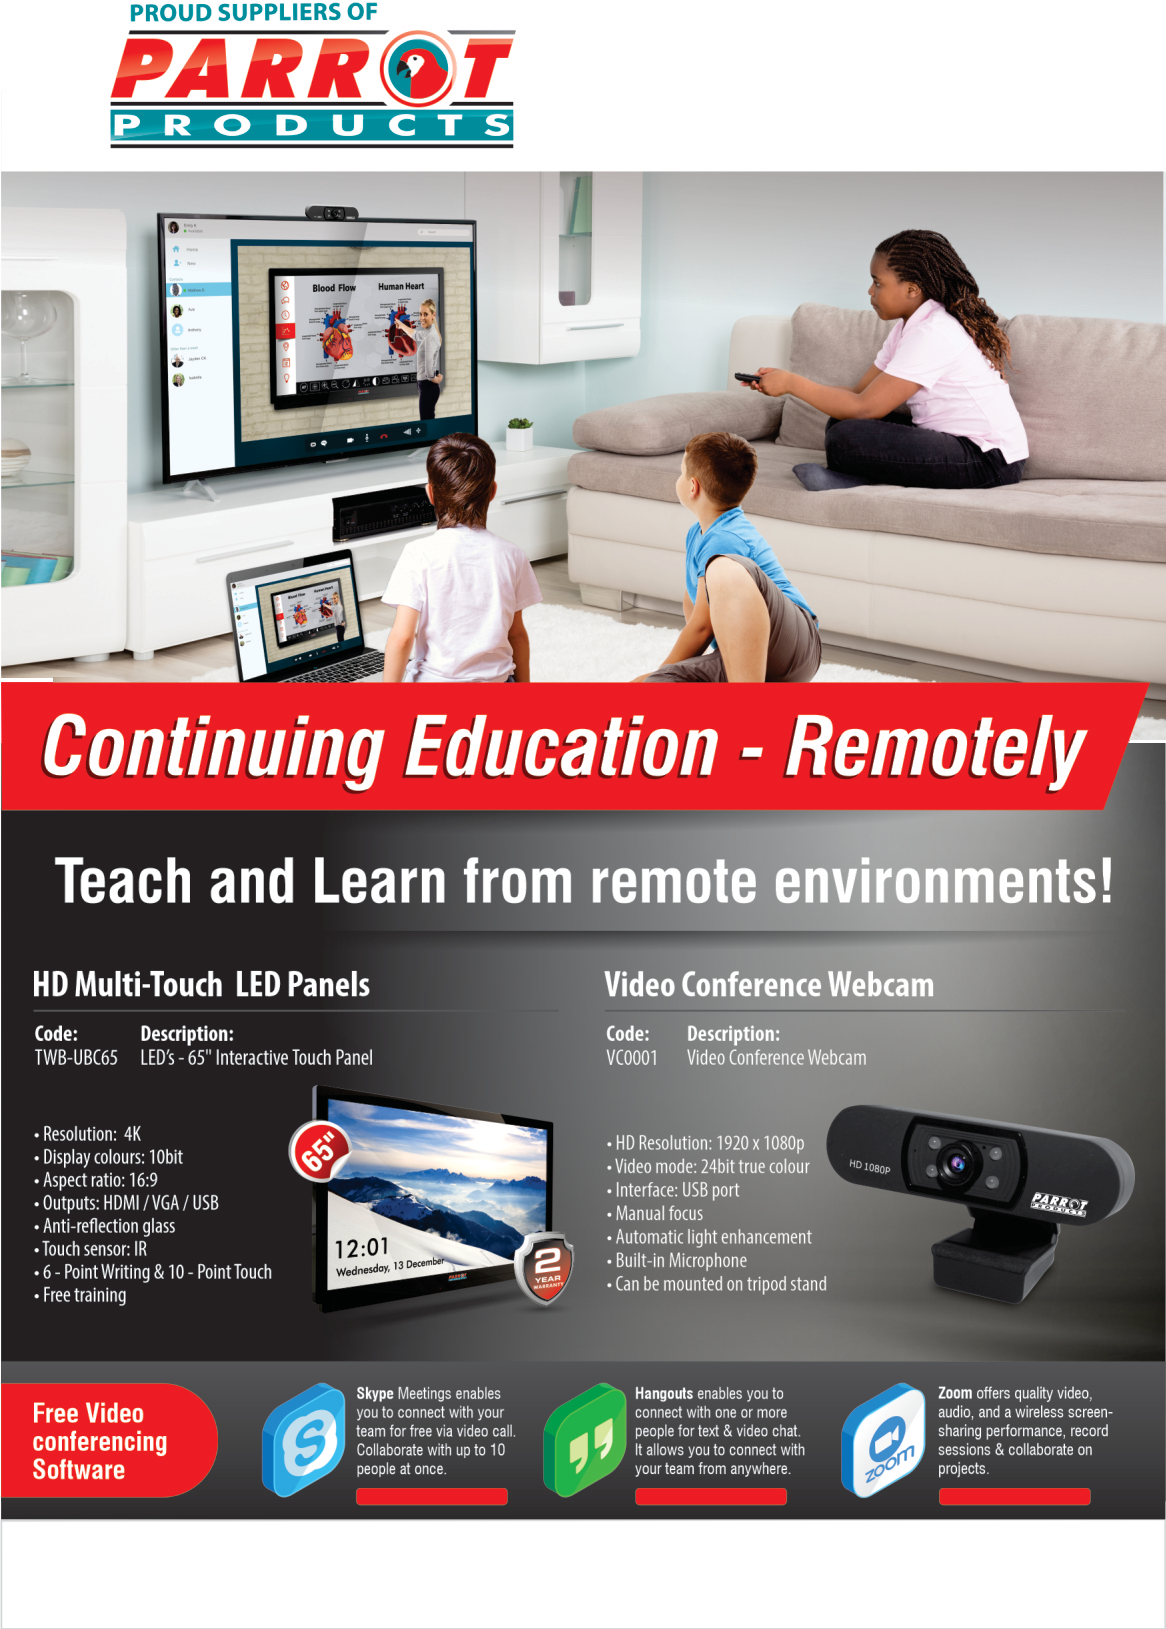 PROUD SUPPLIERS OF
PARROT
PRODUCTS
Blood Flow
Human Heart
Continuing Education - Remotely
Teach and Learn from remote environments!
HD Multi-Touch LED Panels
Code:
Description:
TWB-UBC65
LED's - 65" Interactive Touch Panel
• Resolution: 4K
• Display colours: 10bit
• Aspect ratio: 16:9
• Outputs: HDMI / VGA / USB
• Anti-reflection glass
• Touch sensor: IR
• 6 - Point Writing & 10 - Point Touch
• Free training
65"
12:01
Wednesday, 13 December
2
YEAR
WARRANTY
Video Conference Webcam
Code:
Description:
VC0001
Video Conference Webcam
• HD Resolution: 1920 x 1080p
• Video mode: 24bit true colour
• Interface: USB port
• Manual focus
• Automatic light enhancement
• Built-in Microphone
• Can be mounted on tripod stand
HD 1080P
PARROT
PRODUCTS
Free Video
conferencing
Software
Skype Meetings enables
you to connect with your
team for free via video call.
Collaborate with up to 10
people at once.
Hangouts enables you to
connect with one or more
people for text & video chat.
It allows you to connect with
your team from anywhere.
zoom
Zoom offers quality video,
audio, and a wireless screen-
sharing performance, record
sessions & collaborate on
projects.